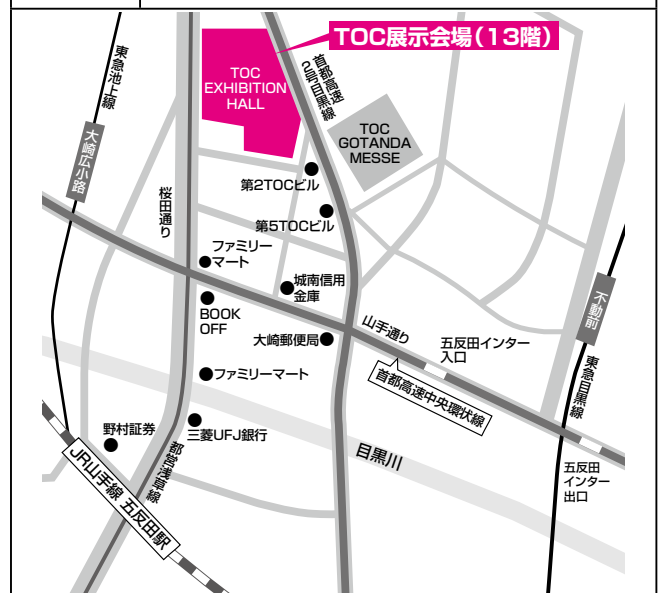 TOC展示会場（13階）
TOC
EXHIBITION
HALL
首都高速
2号目黒線
東急池上線
大崎広小路
TOC
GOTANDA
MESSE
桜田通り
第2TOCビル
第5TOCビル
ファミリー
マート
城南信用
金庫
BOOK
OFF
大崎郵便局
山手通り
五反田インター
入口
不動前
東急目黒線
首都高速中央環状線
ファミリーマート
三菱UFJ銀行
野村証券
都営浅草線
目黒川
JR山手線 五反田駅
五反田
インター
出口